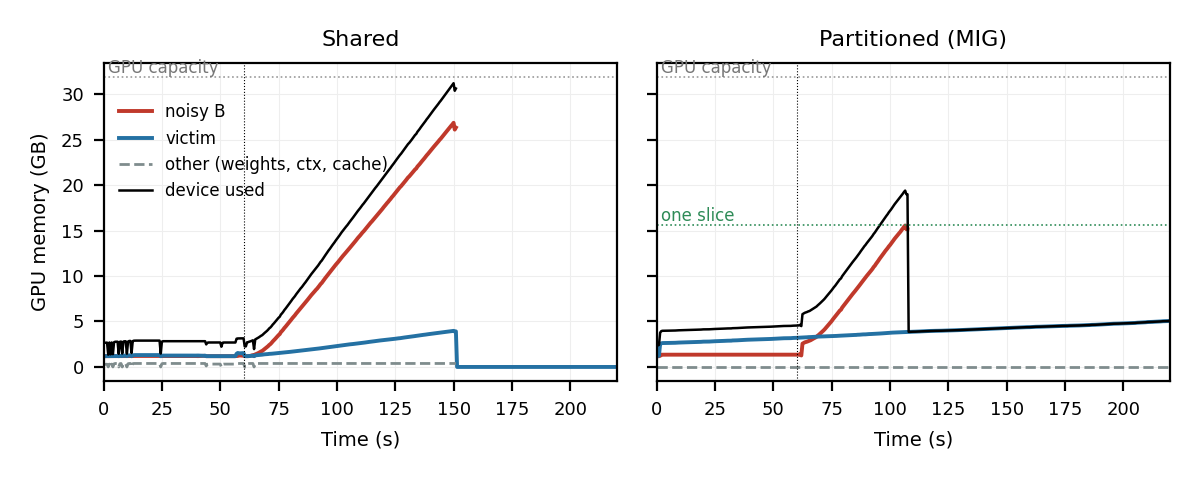 Shared
GPU capacity
noisy B
victim
other (weights, ctx, cache)
device used
GPU memory (GB)
30
25
20
15
10
5
0
0 25 50 75 100 125 150 175 200
Time (s)
Partitioned (MIG)
GPU capacity
one slice
0 25 50 75 100 125 150 175 200
Time (s)